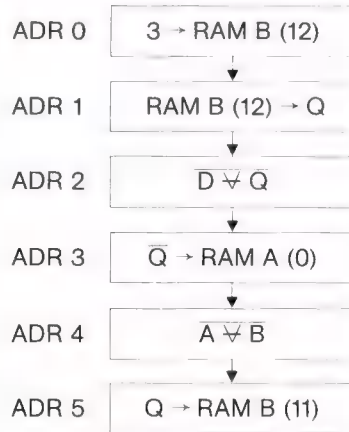 ADR 0 3 → RAM B (12)
ADR 1 RAM B (12) → Q
ADR 2 D̅ ⊻̅ Q̅
ADR 3 Q̅ → RAM A (0)
ADR 4 A̅ ⊻̅ B̅
ADR 5 Q → RAM B (11)